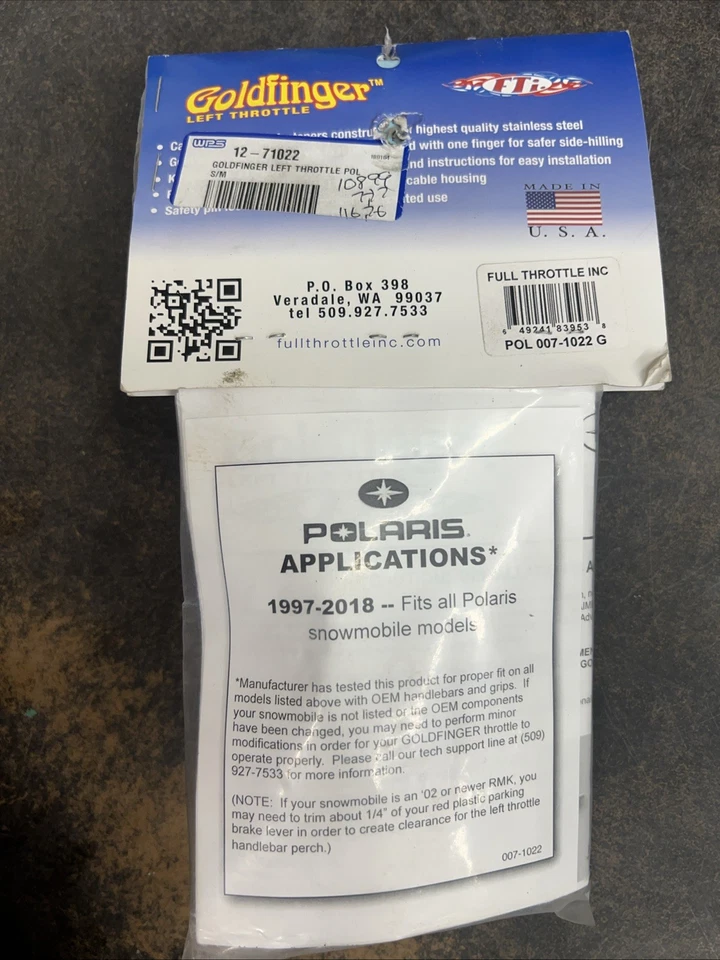 Goldfinger™
LEFT THROTTLE
FTi
highest quality stainless steel
with one finger for safer side-hilling
and instructions for easy installation
cable housing
ted use
Safety pin
WPS
12-71022
GOLDFINGER LEFT THROTTLE POL
S/M
10899
11626
MADE IN
U. S. A.
P.O. Box 398
Veradale, WA 99037
tel 509.927.7533
fullthrottleinc.com
FULL THROTTLE INC
6 49241 83953 8
POL 007-1022 G
POLARIS
APPLICATIONS*
1997-2018 -- Fits all Polaris
snowmobile models
*Manufacturer has tested this product for proper fit on all
models listed above with OEM handlebars and grips. If
your snowmobile is not listed or the OEM components
have been changed, you may need to perform minor
modifications in order for your GOLDFINGER throttle to
operate properly. Please call our tech support line at (509)
927-7533 for more information.
(NOTE: If your snowmobile is an '02 or newer RMK, you
may need to trim about 1/4" of your red plastic parking
brake lever in order to create clearance for the left throttle
handlebar perch.)
007-1022